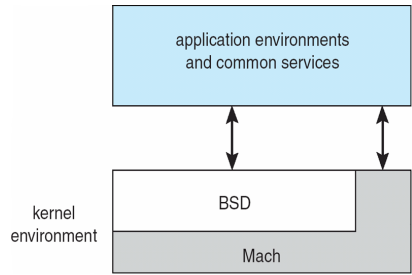 application environments
and common services
BSD
kernel
environment
Mach